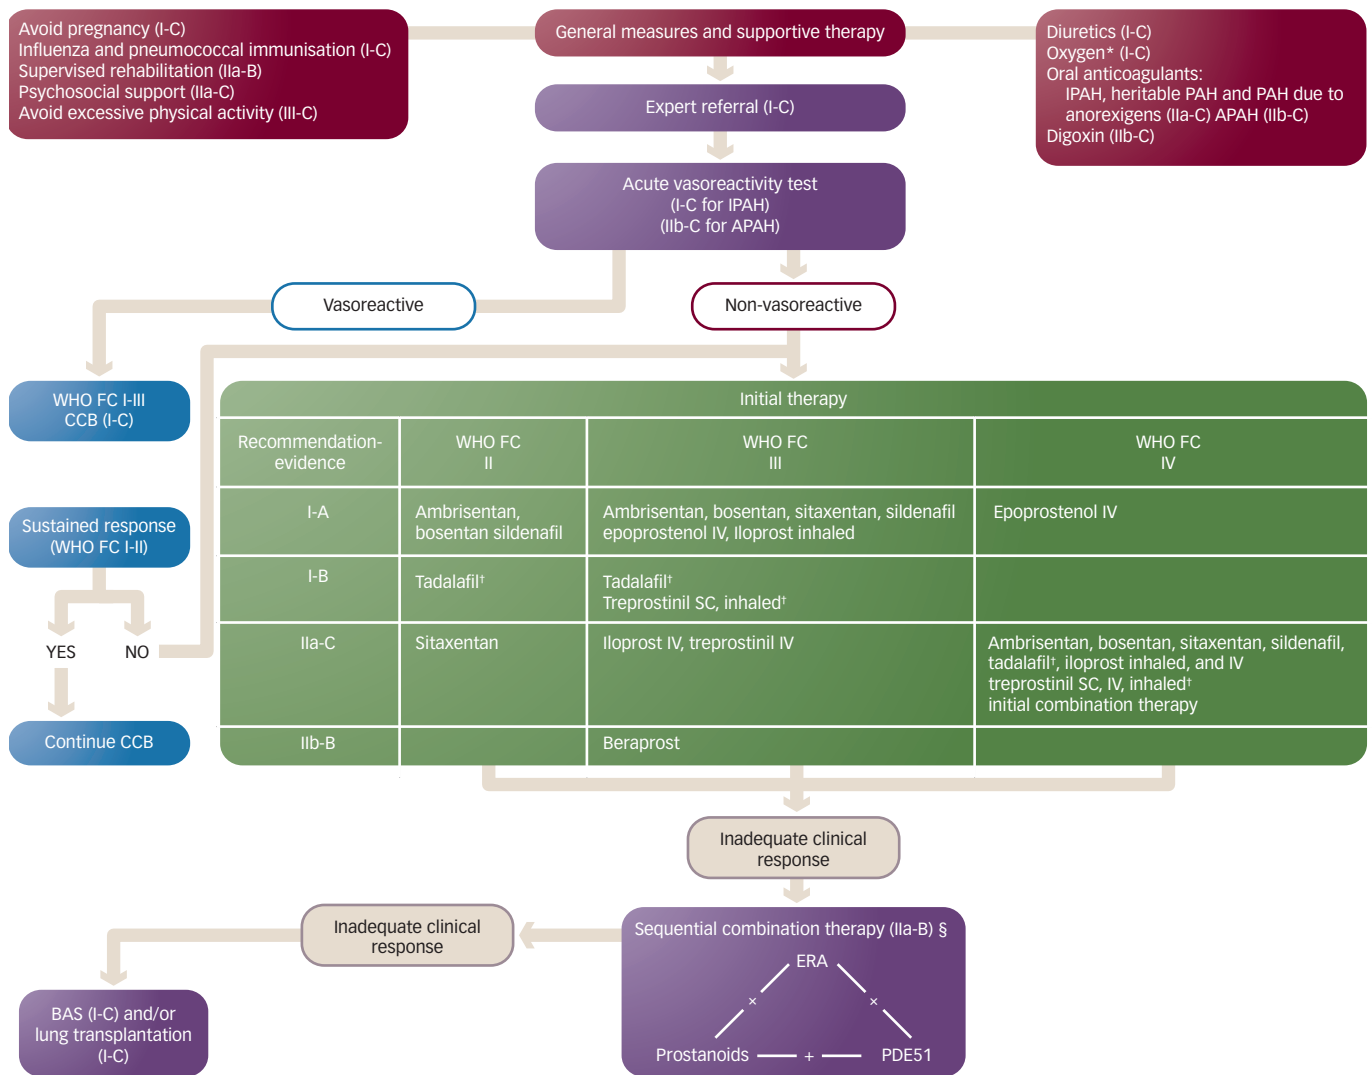 Avoid pregnancy (I-C)
Influenza and pneumococcal immunisation (I-C)
Supervised rehabilitation (IIa-B)
Psychosocial support (IIa-C)
Avoid excessive physical activity (III-C)
General measures and supportive therapy
Diuretics (I-C)
Oxygen* (I-C)
Oral anticoagulants:
IPAH, heritable PAH and PAH due to
anorexigens (IIa-C) APAH (IIb-C)
Digoxin (IIb-C)
Expert referral (I-C)
Acute vasoreactivity test
(I-C for IPAH)
(IIb-C for APAH)
Vasoreactive
Non-vasoreactive
WHO FC I-III
CCB (I-C)
Sustained response
(WHO FC I-II)
YES
NO
Continue CCB
Initial therapy
Recommendation-
evidence
WHO FC
II
WHO FC
III
WHO FC
IV
I-A
Ambrisentan,
bosentan sildenafil
Ambrisentan, bosentan, sitaxentan, sildenafil
epoprostenol IV, Iloprost inhaled
Epoprostenol IV
I-B
Tadalafil†
Tadalafil†
Treprostinil SC, inhaled†
IIa-C
Sitaxentan
Iloprost IV, treprostinil IV
Ambrisentan, bosentan, sitaxentan, sildenafil,
tadalafil†, iloprost inhaled, and IV
treprostinil SC, IV, inhaled†
initial combination therapy
IIb-B
Beraprost
Inadequate clinical
response
Sequential combination therapy (IIa-B) §
ERA
× ×
Prostanoids + PDE51
Inadequate clinical
response
BAS (I-C) and/or
lung transplantation
(I-C)